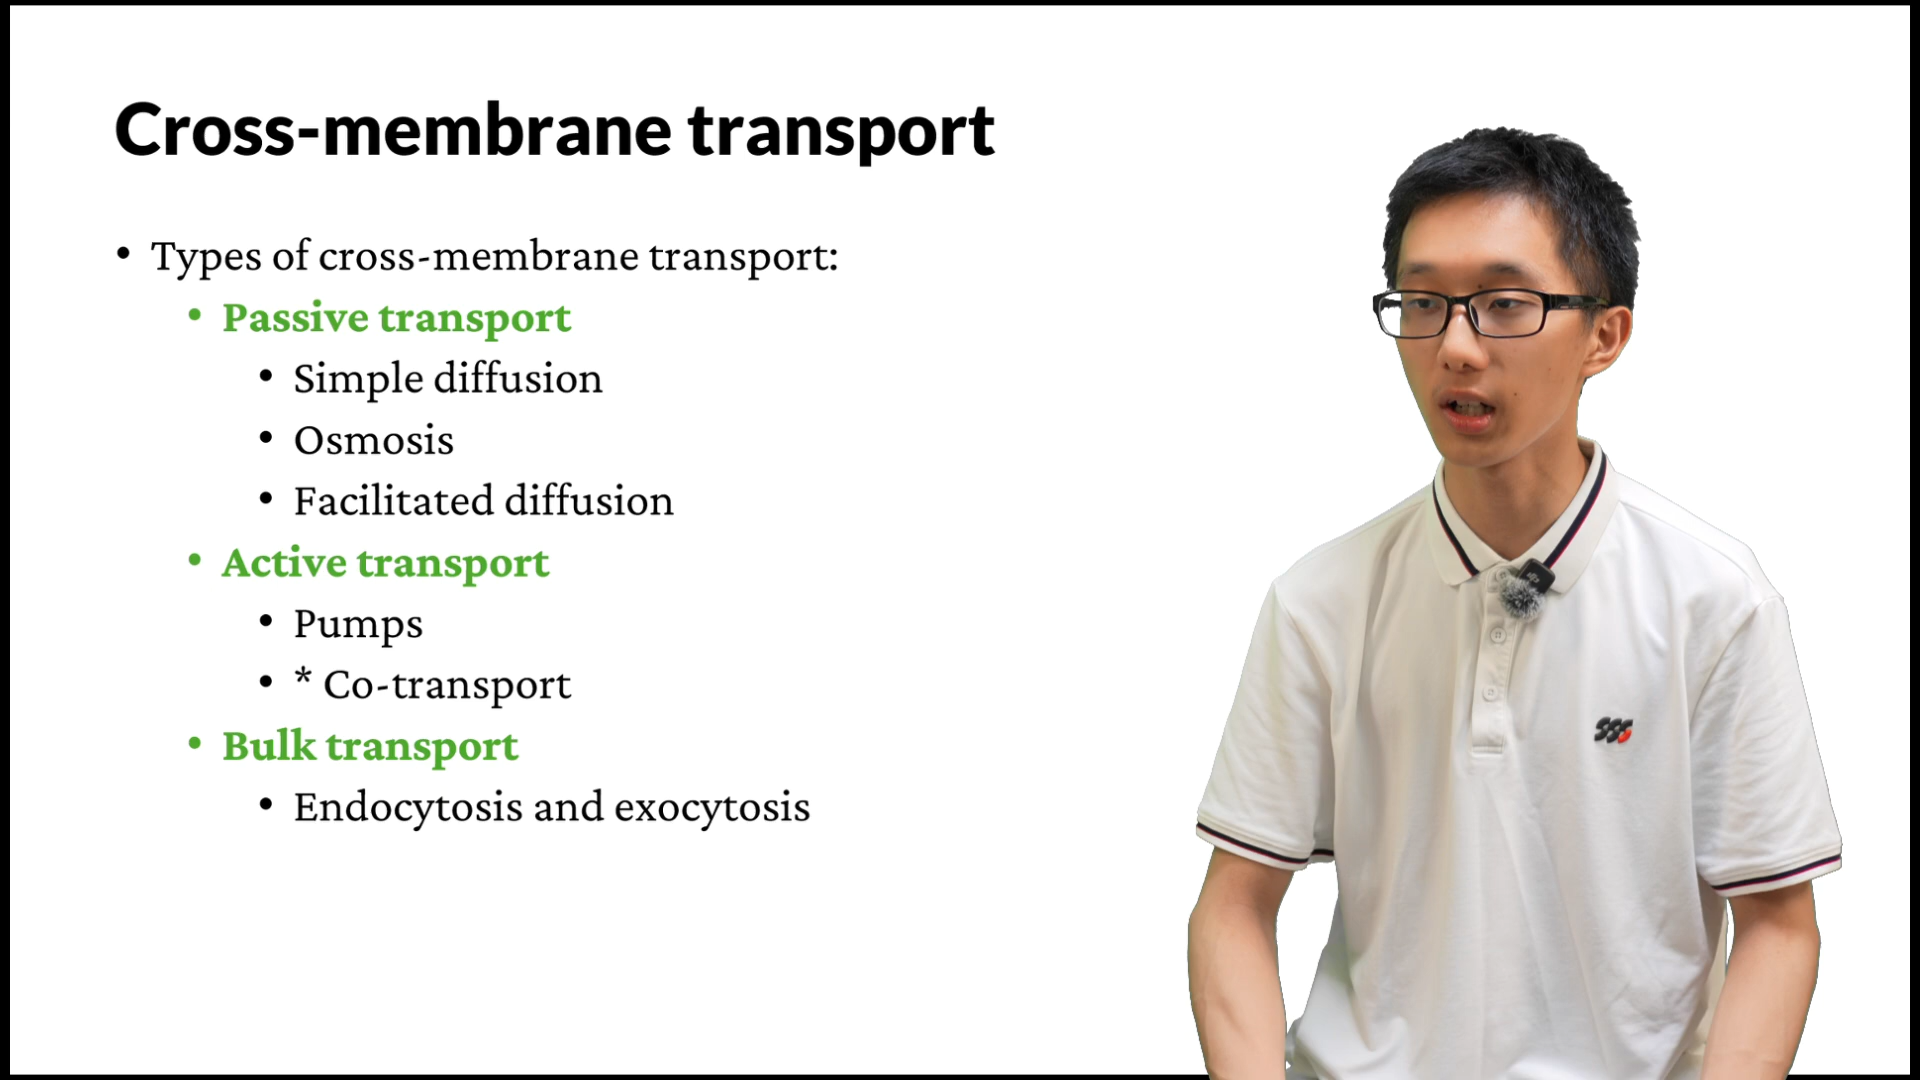 Cross-membrane transport
• Types of cross-membrane transport:
• Passive transport
• Simple diffusion
• Osmosis
• Facilitated diffusion
• Active transport
• Pumps
• * Co-transport
• Bulk transport
• Endocytosis and exocytosis